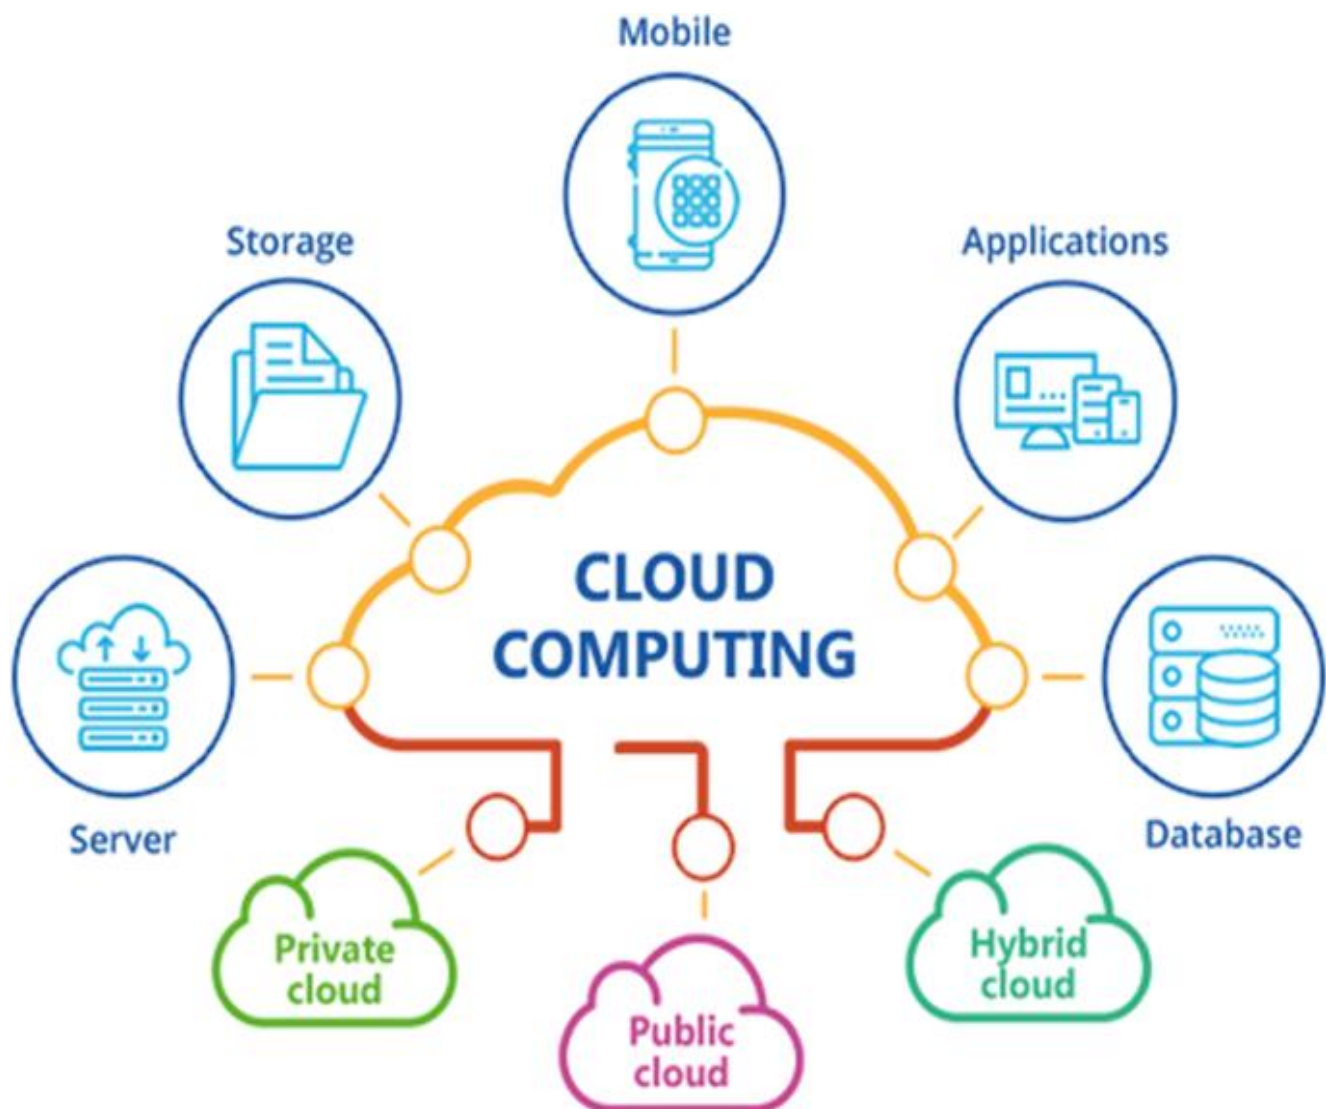 Mobile
Storage
Applications
CLOUD
COMPUTING
Server
Database
Private
cloud
Public
cloud
Hybrid
cloud